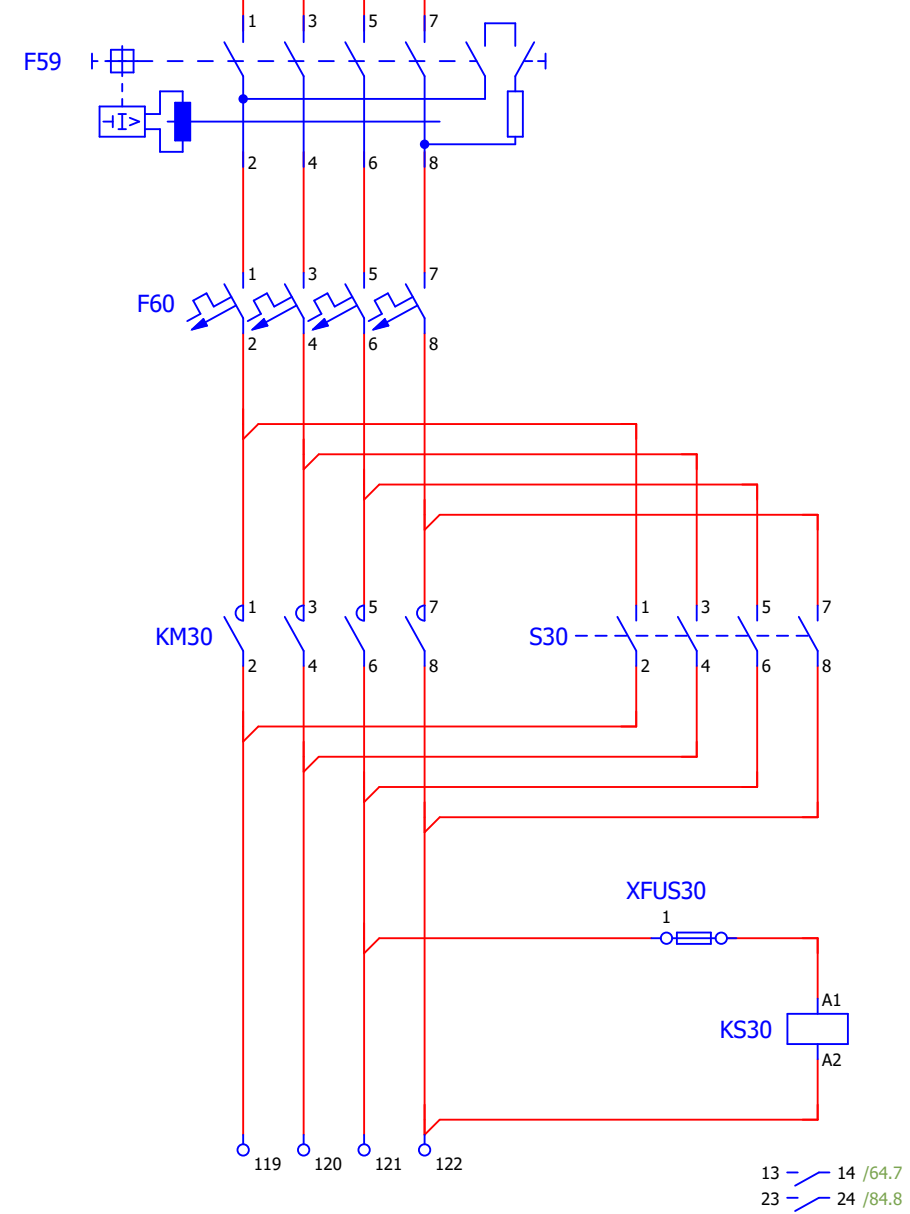 1 3 5 7
F59
I>
2 4 6 8
1 3 5 7
F60
2 4 6 8
1 3 5 7 1 3 5 7
KM30 S30
2 4 6 8 2 4 6 8
XFUS30
1
A1
KS30
A2
119 120 121 122
13 14 /64.7
23 24 /84.8